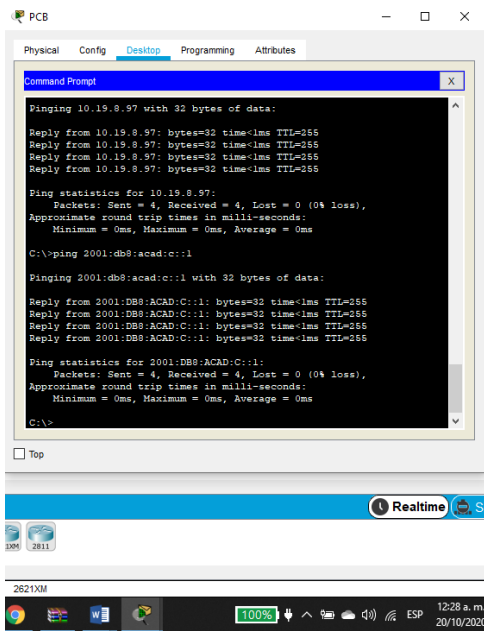 PCB
Physical Config Desktop Programming Attributes
Command Prompt X
Pinging 10.19.8.97 with 32 bytes of data:
Reply from 10.19.8.97: bytes=32 time<1ms TTL=255
Reply from 10.19.8.97: bytes=32 time<1ms TTL=255
Reply from 10.19.8.97: bytes=32 time<1ms TTL=255
Reply from 10.19.8.97: bytes=32 time<1ms TTL=255
Ping statistics for 10.19.8.97:
Packets: Sent = 4, Received = 4, Lost = 0 (0% loss),
Approximate round trip times in milli-seconds:
Minimum = 0ms, Maximum = 0ms, Average = 0ms
C:\>ping 2001:db8:acad:c::1
Pinging 2001:db8:acad:c::1 with 32 bytes of data:
Reply from 2001:DB8:ACAD:C::1: bytes=32 time<1ms TTL=255
Reply from 2001:DB8:ACAD:C::1: bytes=32 time<1ms TTL=255
Reply from 2001:DB8:ACAD:C::1: bytes=32 time<1ms TTL=255
Reply from 2001:DB8:ACAD:C::1: bytes=32 time<1ms TTL=255
Ping statistics for 2001:DB8:ACAD:C::1:
Packets: Sent = 4, Received = 4, Lost = 0 (0% loss),
Approximate round trip times in milli-seconds:
Minimum = 0ms, Maximum = 0ms, Average = 0ms
C:\>
Top
Realtime S
1XM 2811
2621XM
100% ESP 12:28 a. m.
20/10/2020